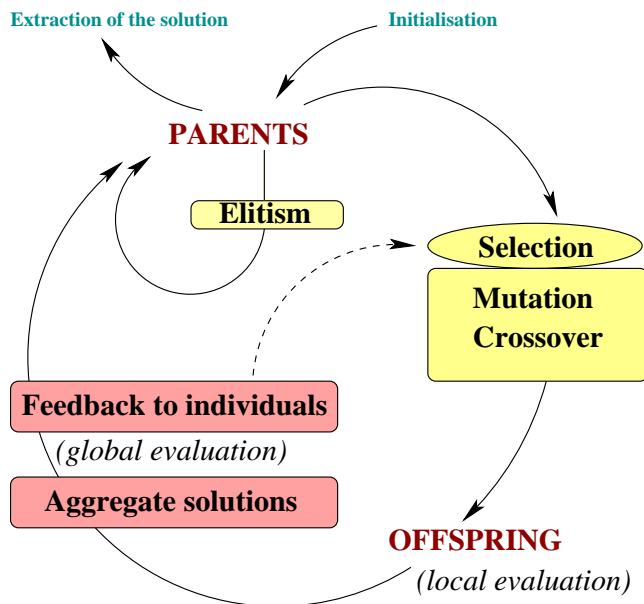 Extraction of the solution
Initialisation
PARENTS
Elitism
Selection
Mutation
Crossover
Feedback to individuals
(global evaluation)
Aggregate solutions
OFFSPRING
(local evaluation)